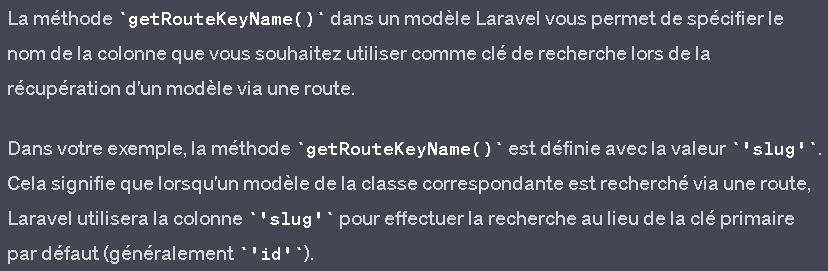 La méthode `getRouteKeyName()` dans un modèle Laravel vous permet de spécifier le
nom de la colonne que vous souhaitez utiliser comme clé de recherche lors de la
récupération d'un modèle via une route.
Dans votre exemple, la méthode `getRouteKeyName()` est définie avec la valeur `'slug'`.
Cela signifie que lorsqu'un modèle de la classe correspondante est recherché via une route,
Laravel utilisera la colonne `'slug'` pour effectuer la recherche au lieu de la clé primaire
par défaut (généralement `'id'`).